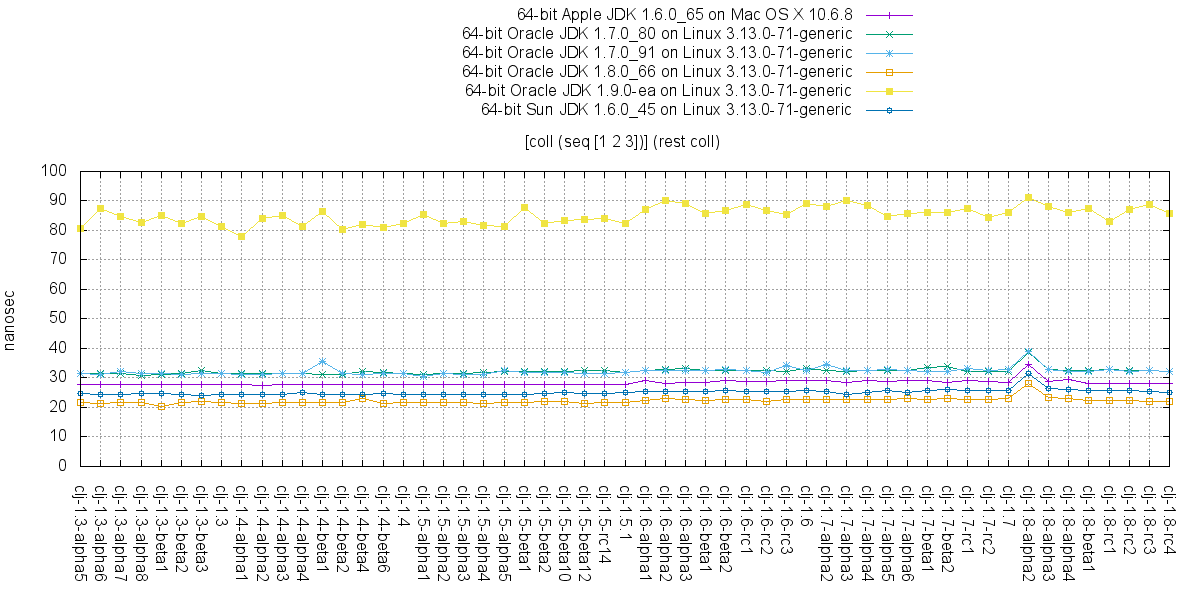 64-bit Apple JDK 1.6.0_65 on Mac OS X 10.6.8
64-bit Oracle JDK 1.7.0_80 on Linux 3.13.0-71-generic
64-bit Oracle JDK 1.7.0_91 on Linux 3.13.0-71-generic
64-bit Oracle JDK 1.8.0_66 on Linux 3.13.0-71-generic
64-bit Oracle JDK 1.9.0-ea on Linux 3.13.0-71-generic
64-bit Sun JDK 1.6.0_45 on Linux 3.13.0-71-generic
[coll (seq [1 2 3])] (rest coll)
nanosec
100
90
80
70
60
50
40
30
20
10
0
clj-1.3-alpha5
clj-1.3-alpha6
clj-1.3-alpha7
clj-1.3-alpha8
clj-1.3-beta1
clj-1.3-beta2
clj-1.3-beta3
clj-1.3
clj-1.4-alpha1
clj-1.4-alpha2
clj-1.4-alpha3
clj-1.4-alpha4
clj-1.4-beta1
clj-1.4-beta2
clj-1.4-beta4
clj-1.4-beta6
clj-1.4
clj-1.5-alpha1
clj-1.5-alpha2
clj-1.5-alpha3
clj-1.5-alpha4
clj-1.5-alpha5
clj-1.5-beta1
clj-1.5-beta2
clj-1.5-beta10
clj-1.5-beta12
clj-1.5-rc14
clj-1.5.1
clj-1.6-alpha1
clj-1.6-alpha2
clj-1.6-alpha3
clj-1.6-beta1
clj-1.6-beta2
clj-1.6-rc1
clj-1.6-rc2
clj-1.6-rc3
clj-1.6
clj-1.7-alpha2
clj-1.7-alpha3
clj-1.7-alpha4
clj-1.7-alpha5
clj-1.7-alpha6
clj-1.7-beta1
clj-1.7-beta2
clj-1.7-rc1
clj-1.7-rc2
clj-1.7
clj-1.8-alpha2
clj-1.8-alpha3
clj-1.8-alpha4
clj-1.8-beta1
clj-1.8-rc1
clj-1.8-rc2
clj-1.8-rc3
clj-1.8-rc4